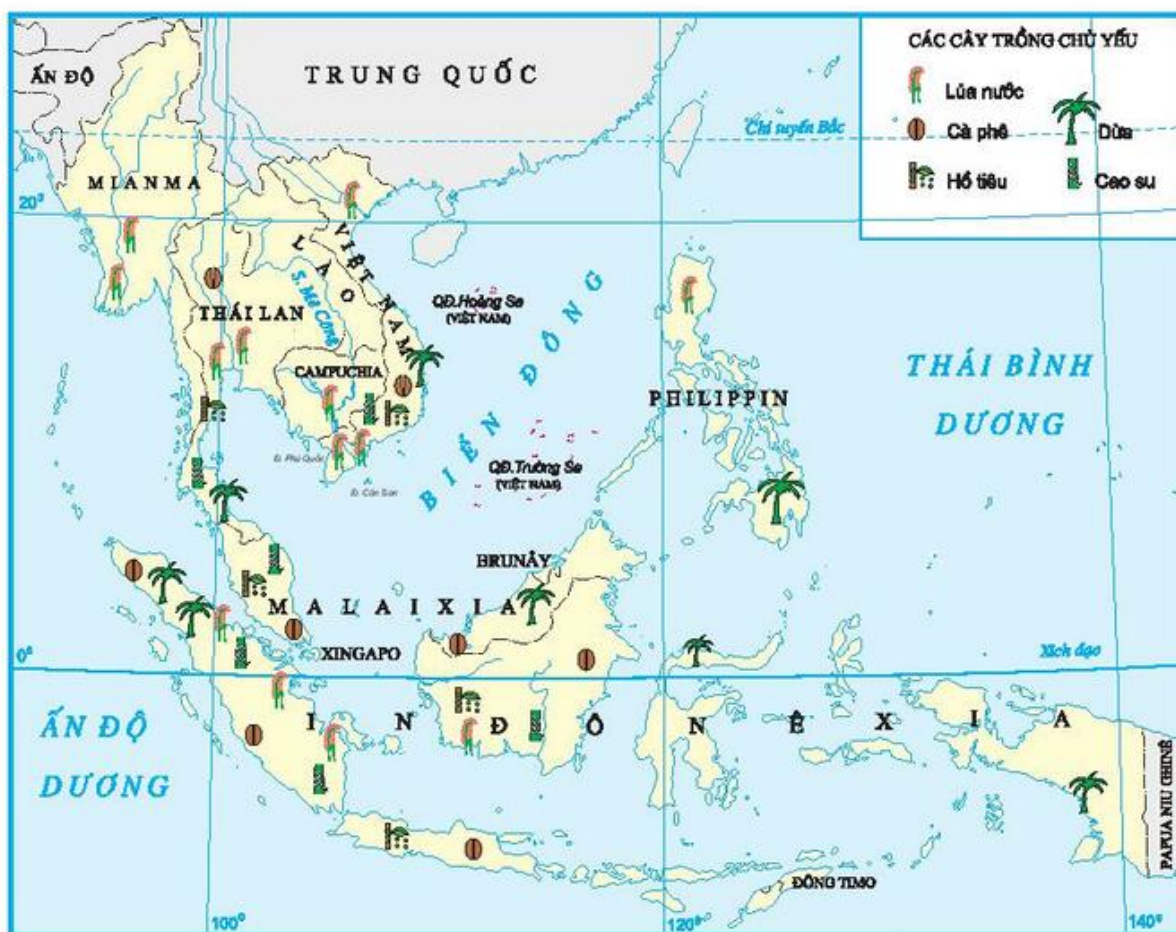 ẤN ĐỘ
TRUNG QUỐC
CÁC CÂY TRỒNG CHỦ YẾU
Lúa nước
Cà phê
Dừa
Hồ tiêu
Cao su
Chí tuyến Bắc
MIANMA
20°
VIỆT NAM
LÀO
S. Mê Công
QĐ.Hoàng Sa
(VIỆT NAM)
THÁI LAN
CAMPUCHIA
BIỂN ĐÔNG
PHILIPPIN
THÁI BÌNH
DƯƠNG
Đ. Phú Quốc
Đ. Côn Sơn
QĐ.Trường Sa
(VIỆT NAM)
BRUNÂY
MALAIXIA
XINGAPO
0°
Xích đạo
ẤN ĐỘ
DƯƠNG
INĐÔNÊXIA
PAPUA NIU GHINÊ
ĐÔNG TIMO
100°
120°
140°